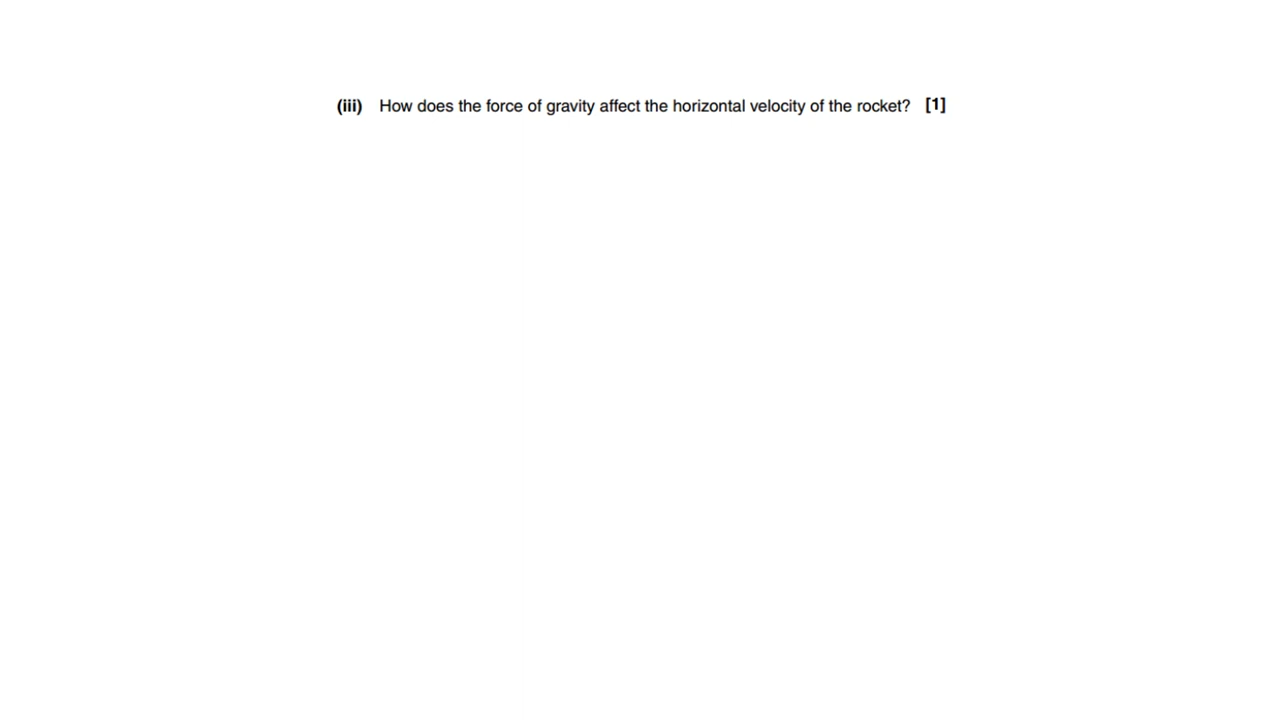 (iii) How does the force of gravity affect the horizontal velocity of the rocket? [1]